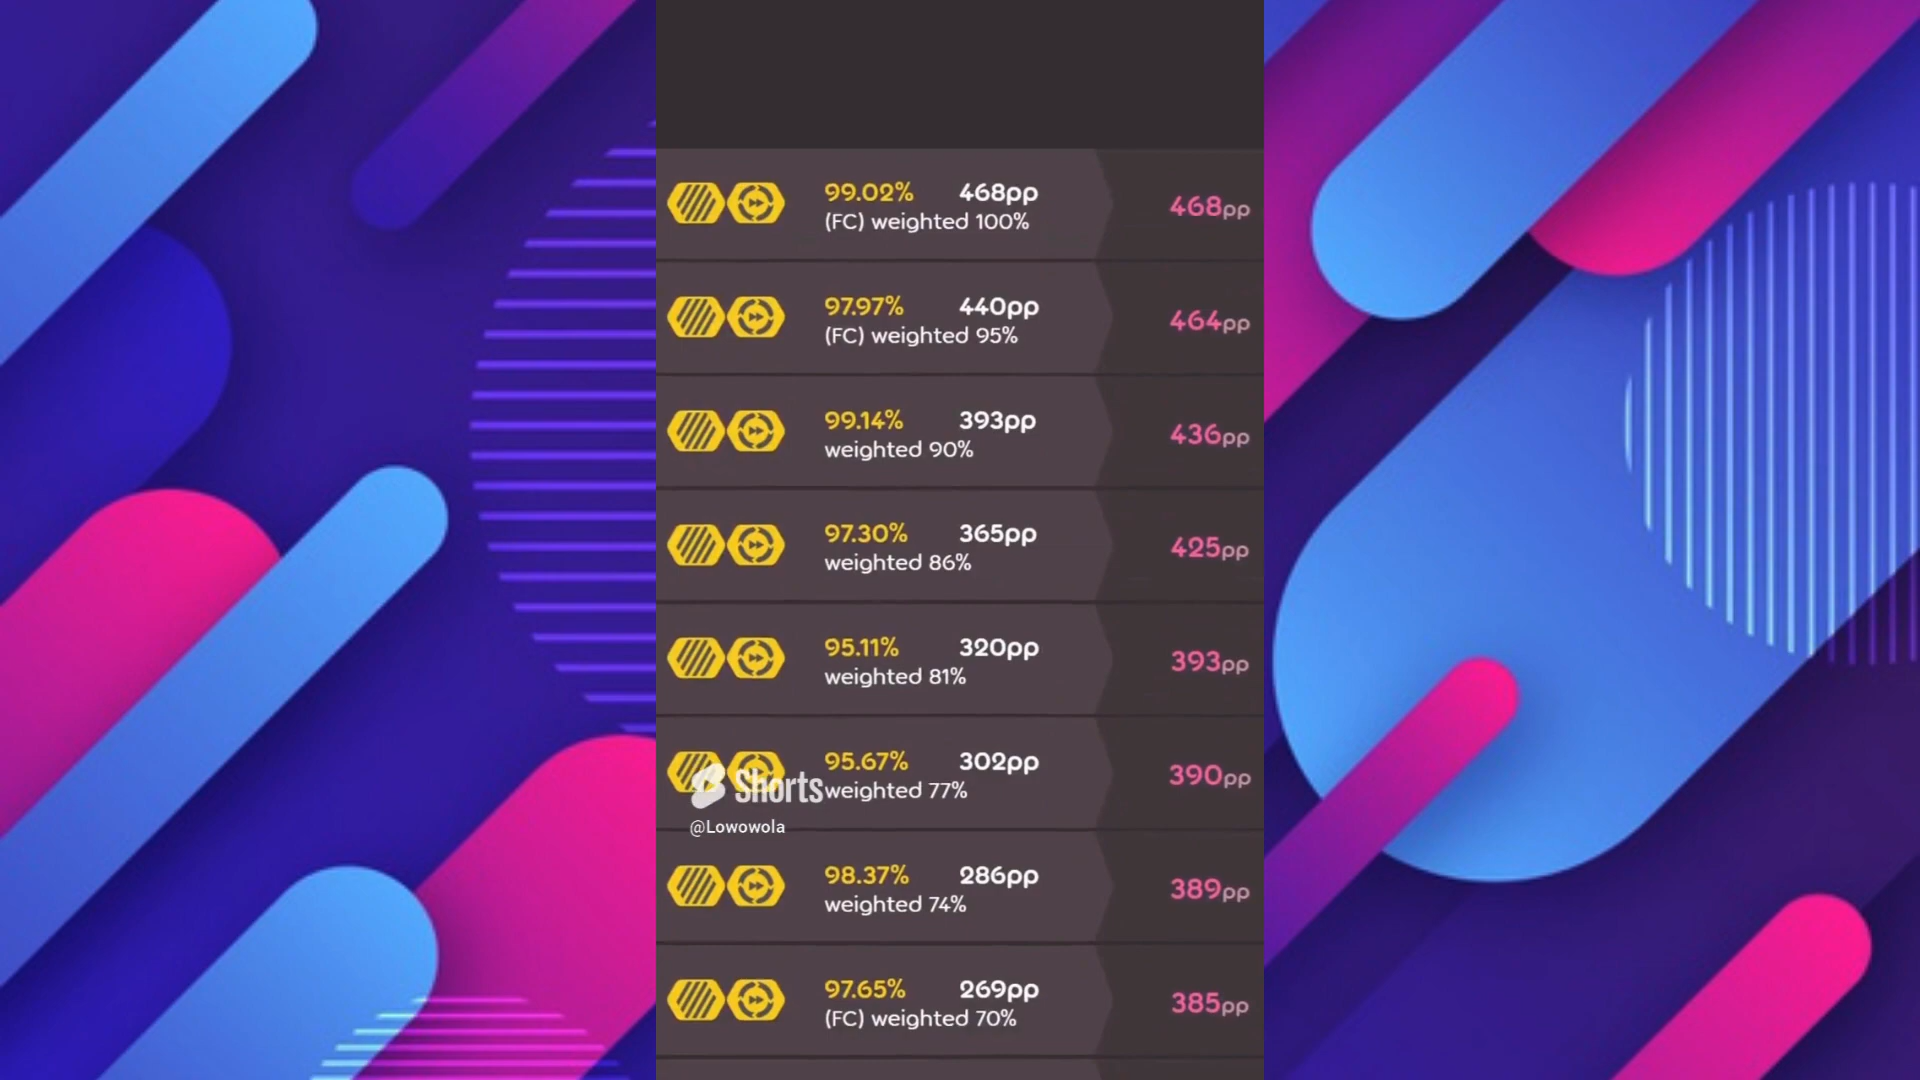 99.02% 468pp 468pp
(FC) weighted 100%
97.97% 440pp 464pp
(FC) weighted 95%
99.14% 393pp 436pp
weighted 90%
97.30% 365pp 425pp
weighted 86%
95.11% 320pp 393pp
weighted 81%
95.67% 302pp 390pp
Shorts weighted 77%
@Lowowola
98.37% 286pp 389pp
weighted 74%
97.65% 269pp 385pp
(FC) weighted 70%